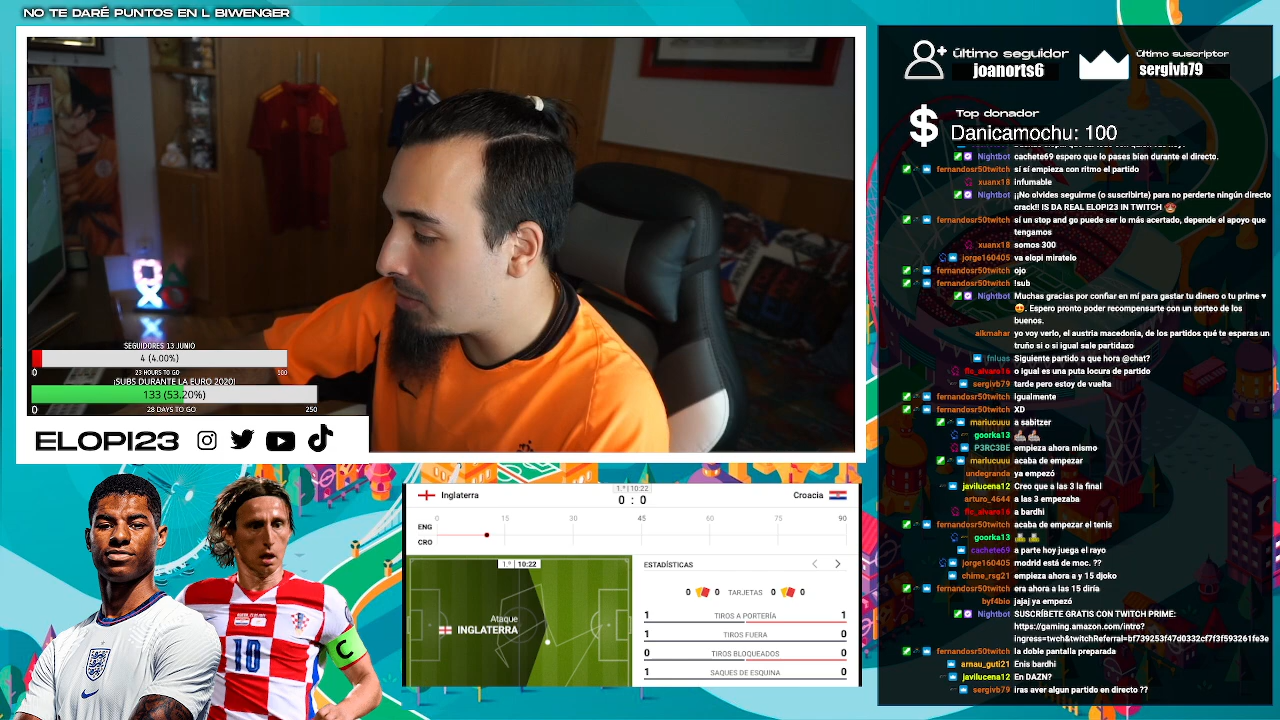 NO TE DARÉ PUNTOS EN L BIWENGER
SEGUIDORES 13 JUNIO
4 (4.00%)
0 23 HOURS TO GO 100
¡SUBS DURANTE LA EURO 2020!
133 (53.20%)
0 28 DAYS TO GO 250
ELOPI23
último seguidor
joanorts6
Último suscriptor
sergivb79
Top donador
Danicamochu: 100
Nightbot cachete69 espero que lo pases bien durante el directo.
fernandosr50twitch sí sí empieza con ritmo el partido
xuanx18 infumable
Nightbot ¡¡No olvides seguirme (o suscribirte) para no perderte ningún directo
crack!! IS DA REAL ELOPI23 IN TWITCH
fernandosr50twitch sí un stop and go puede ser lo más acertado, depende el apoyo que
tengamos
xuanx18 somos 300
jorge160405 va elopi miratelo
fernandosr50twitch ojo
fernandosr50twitch !sub
Nightbot Muchas gracias por confiar en mí para gastar tu dinero o tu prime ♥
😍. Espero pronto poder recompensarte con un sorteo de los
buenos.
alkmahar yo voy verlo, el austria macedonia, de los partidos qué te esperas un
truño si o si igual sale partidazo
fnluas Siguiente partido a que hora @chat?
flc_alvaro16 o igual es una puta locura de partido
sergivb79 tarde pero estoy de vuelta
fernandosr50twitch Igualmente
fernandosr50twitch XD
mariucuuu a sabitzer
goorka13
P3RC3BE empieza ahora mismo
mariucuuu acaba de empezar
undegranda ya empezó
javilucena12 Creo que a las 3 la final
arturo_4644 a las 3 empezaba
flc_alvaro16 a bardhi
fernandosr50twitch acaba de empezar el tenis
goorka13
cachete69 a parte hoy juega el rayo
jorge160405 modrid está de moc. ??
chime_rsg21 empieza ahora a y 15 djoko
fernandosr50twitch era ahora a las 15 diría
byf4bio jajaj ya empezó
Nightbot SUSCRÍBETE GRATIS CON TWITCH PRIME:
https://gaming.amazon.com/intro?
ingress=twch&twitchReferral=bf739253f47d0332cf7f3f593261fe3e
fernandosr50twitch la doble pantalla preparada
arnau_guti21 Enis bardhi
javilucena12 En DAZN?
sergivb79 iras aver algun partido en directo ??
Inglaterra 1.º | 10:22 Croacia
0 : 0
0 15 30 45 60 75 90
ENG
CRO
1.º 10:22
Ataque
INGLATERRA
ESTADÍSTICAS
0 0 TARJETAS 0 0
1 TIROS A PORTERÍA 1
1 TIROS FUERA 0
0 TIROS BLOQUEADOS 0
1 SAQUES DE ESQUINA 0
10
C